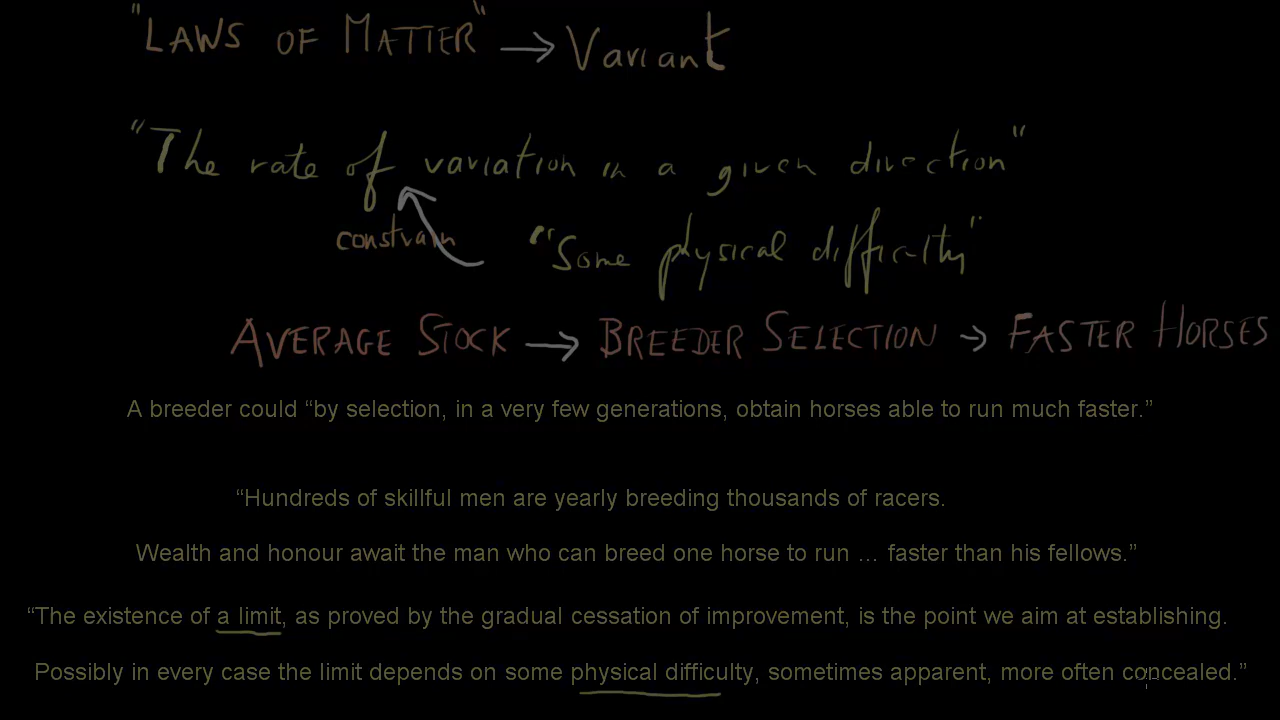 "LAWS OF MATTER" → Variant
"The rate of variation in a given direction"
constrain "Some physical difficulty"
AVERAGE STOCK → BREEDER SELECTION → FASTER HORSES
A breeder could “by selection, in a very few generations, obtain horses able to run much faster.”
“Hundreds of skillful men are yearly breeding thousands of racers.
Wealth and honour await the man who can breed one horse to run ... faster than his fellows.”
“The existence of a limit, as proved by the gradual cessation of improvement, is the point we aim at establishing.
Possibly in every case the limit depends on some physical difficulty, sometimes apparent, more often concealed.”